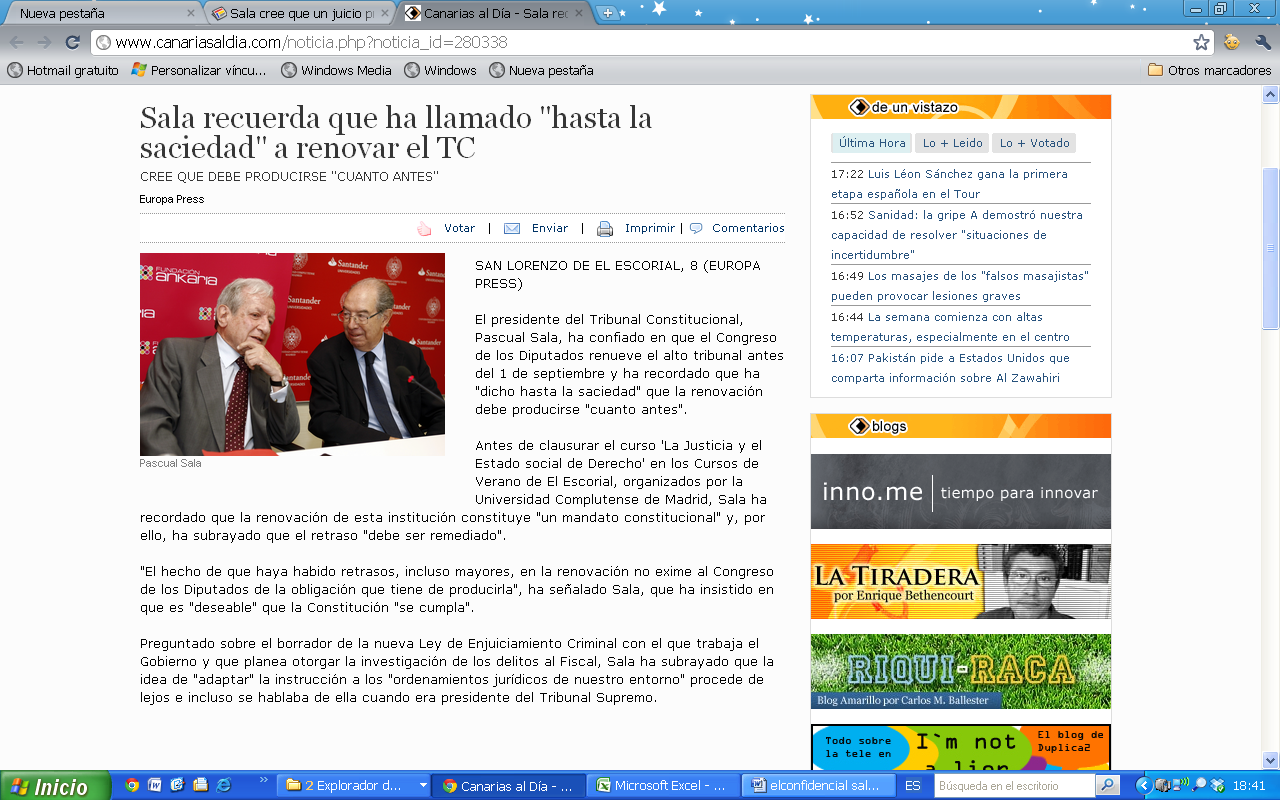 Nueva pestaña
Sala cree que un juicio p
Canarias al Día - Sala rec
www.canariasaldia.com/noticia.php?noticia_id=280338
Hotmail gratuito
Personalizar víncu...
Windows Media
Windows
Nueva pestaña
Otros marcadores
Sala recuerda que ha llamado "hasta la
saciedad" a renovar el TC
CREE QUE DEBE PRODUCIRSE "CUANTO ANTES"
Europa Press
Votar | Enviar | Imprimir | Comentarios
FUNDACIÓN
ankaria
Santander
Santander
Santander
Pascual Sala
SAN LORENZO DE EL ESCORIAL, 8 (EUROPA
PRESS)
El presidente del Tribunal Constitucional,
Pascual Sala, ha confiado en que el Congreso
de los Diputados renueve el alto tribunal antes
del 1 de septiembre y ha recordado que ha
"dicho hasta la saciedad" que la renovación
debe producirse "cuanto antes".
Antes de clausurar el curso 'La Justicia y el
Estado social de Derecho' en los Cursos de
Verano de El Escorial, organizados por la
Universidad Complutense de Madrid, Sala ha
recordado que la renovación de esta institución constituye "un mandato constitucional" y, por
ello, ha subrayado que el retraso "debe ser remediado".
"El hecho de que haya habido retrasos, incluso mayores, en la renovación no exime al Congreso
de los Diputados de la obligación que tiene de producirla", ha señalado Sala, que ha insistido en
que es "deseable" que la Constitución "se cumpla".
Preguntado sobre el borrador de la nueva Ley de Enjuiciamiento Criminal con el que trabaja el
Gobierno y que planea otorgar la investigación de los delitos al Fiscal, Sala ha subrayado que la
idea de "adaptar" la instrucción a los "ordenamientos jurídicos de nuestro entorno" procede de
lejos e incluso se hablaba de ella cuando era presidente del Tribunal Supremo.
de un vistazo
Última Hora
Lo + Leído
Lo + Votado
17:22 Luis Léon Sánchez gana la primera
etapa española en el Tour
16:52 Sanidad: la gripe A demostró nuestra
capacidad de resolver "situaciones de
incertidumbre"
16:49 Los masajes de los "falsos masajistas"
pueden provocar lesiones graves
16:44 La semana comienza con altas
temperaturas, especialmente en el centro
16:07 Pakistán pide a Estados Unidos que
comparta información sobre Al Zawahiri
blogs
inno.me | tiempo para innovar
LA TIRADERA
por Enrique Bethencourt
RIQUI-RACA
Blog Amarillo por Carlos M. Ballester
Todo sobre
la tele en
I`m not
a lier
El blog de
Duplica2
Inicio
2 Explorador d...
Canarias al Día - ...
Microsoft Excel - ...
elconfidencial sal...
ES
Búsqueda en el escritorio
18:41